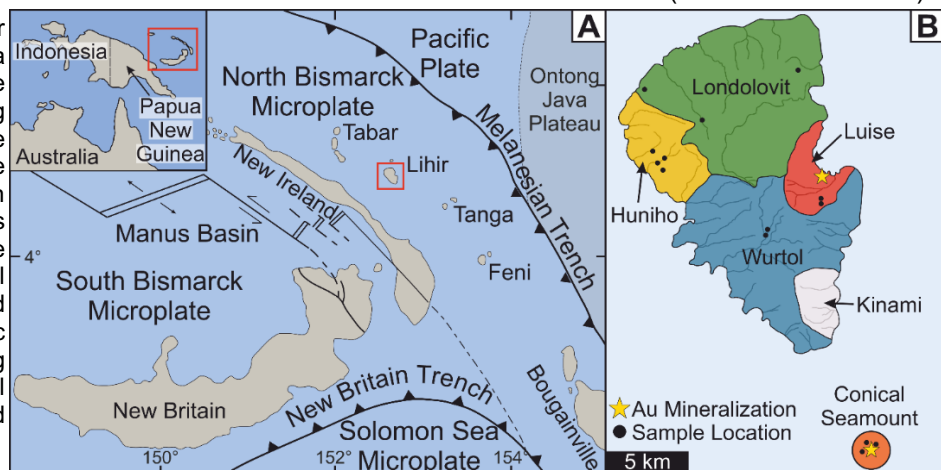 A
B
Indonesia
Papua
New
Guinea
Australia
Pacific
Plate
North Bismarck
Microplate
Ontong
Java
Plateau
Melanesian Trench
Tabar
Lihir
New Ireland
Tanga
Feni
Manus Basin
4°
South Bismarck
Microplate
New Britain
New Britain Trench
Solomon Sea
Microplate
Bougainville
150°
152°
154°
Londolovit
Luise
Huniho
Wurtol
Kinami
Au Mineralization
Sample Location
5 km
Conical
Seamount